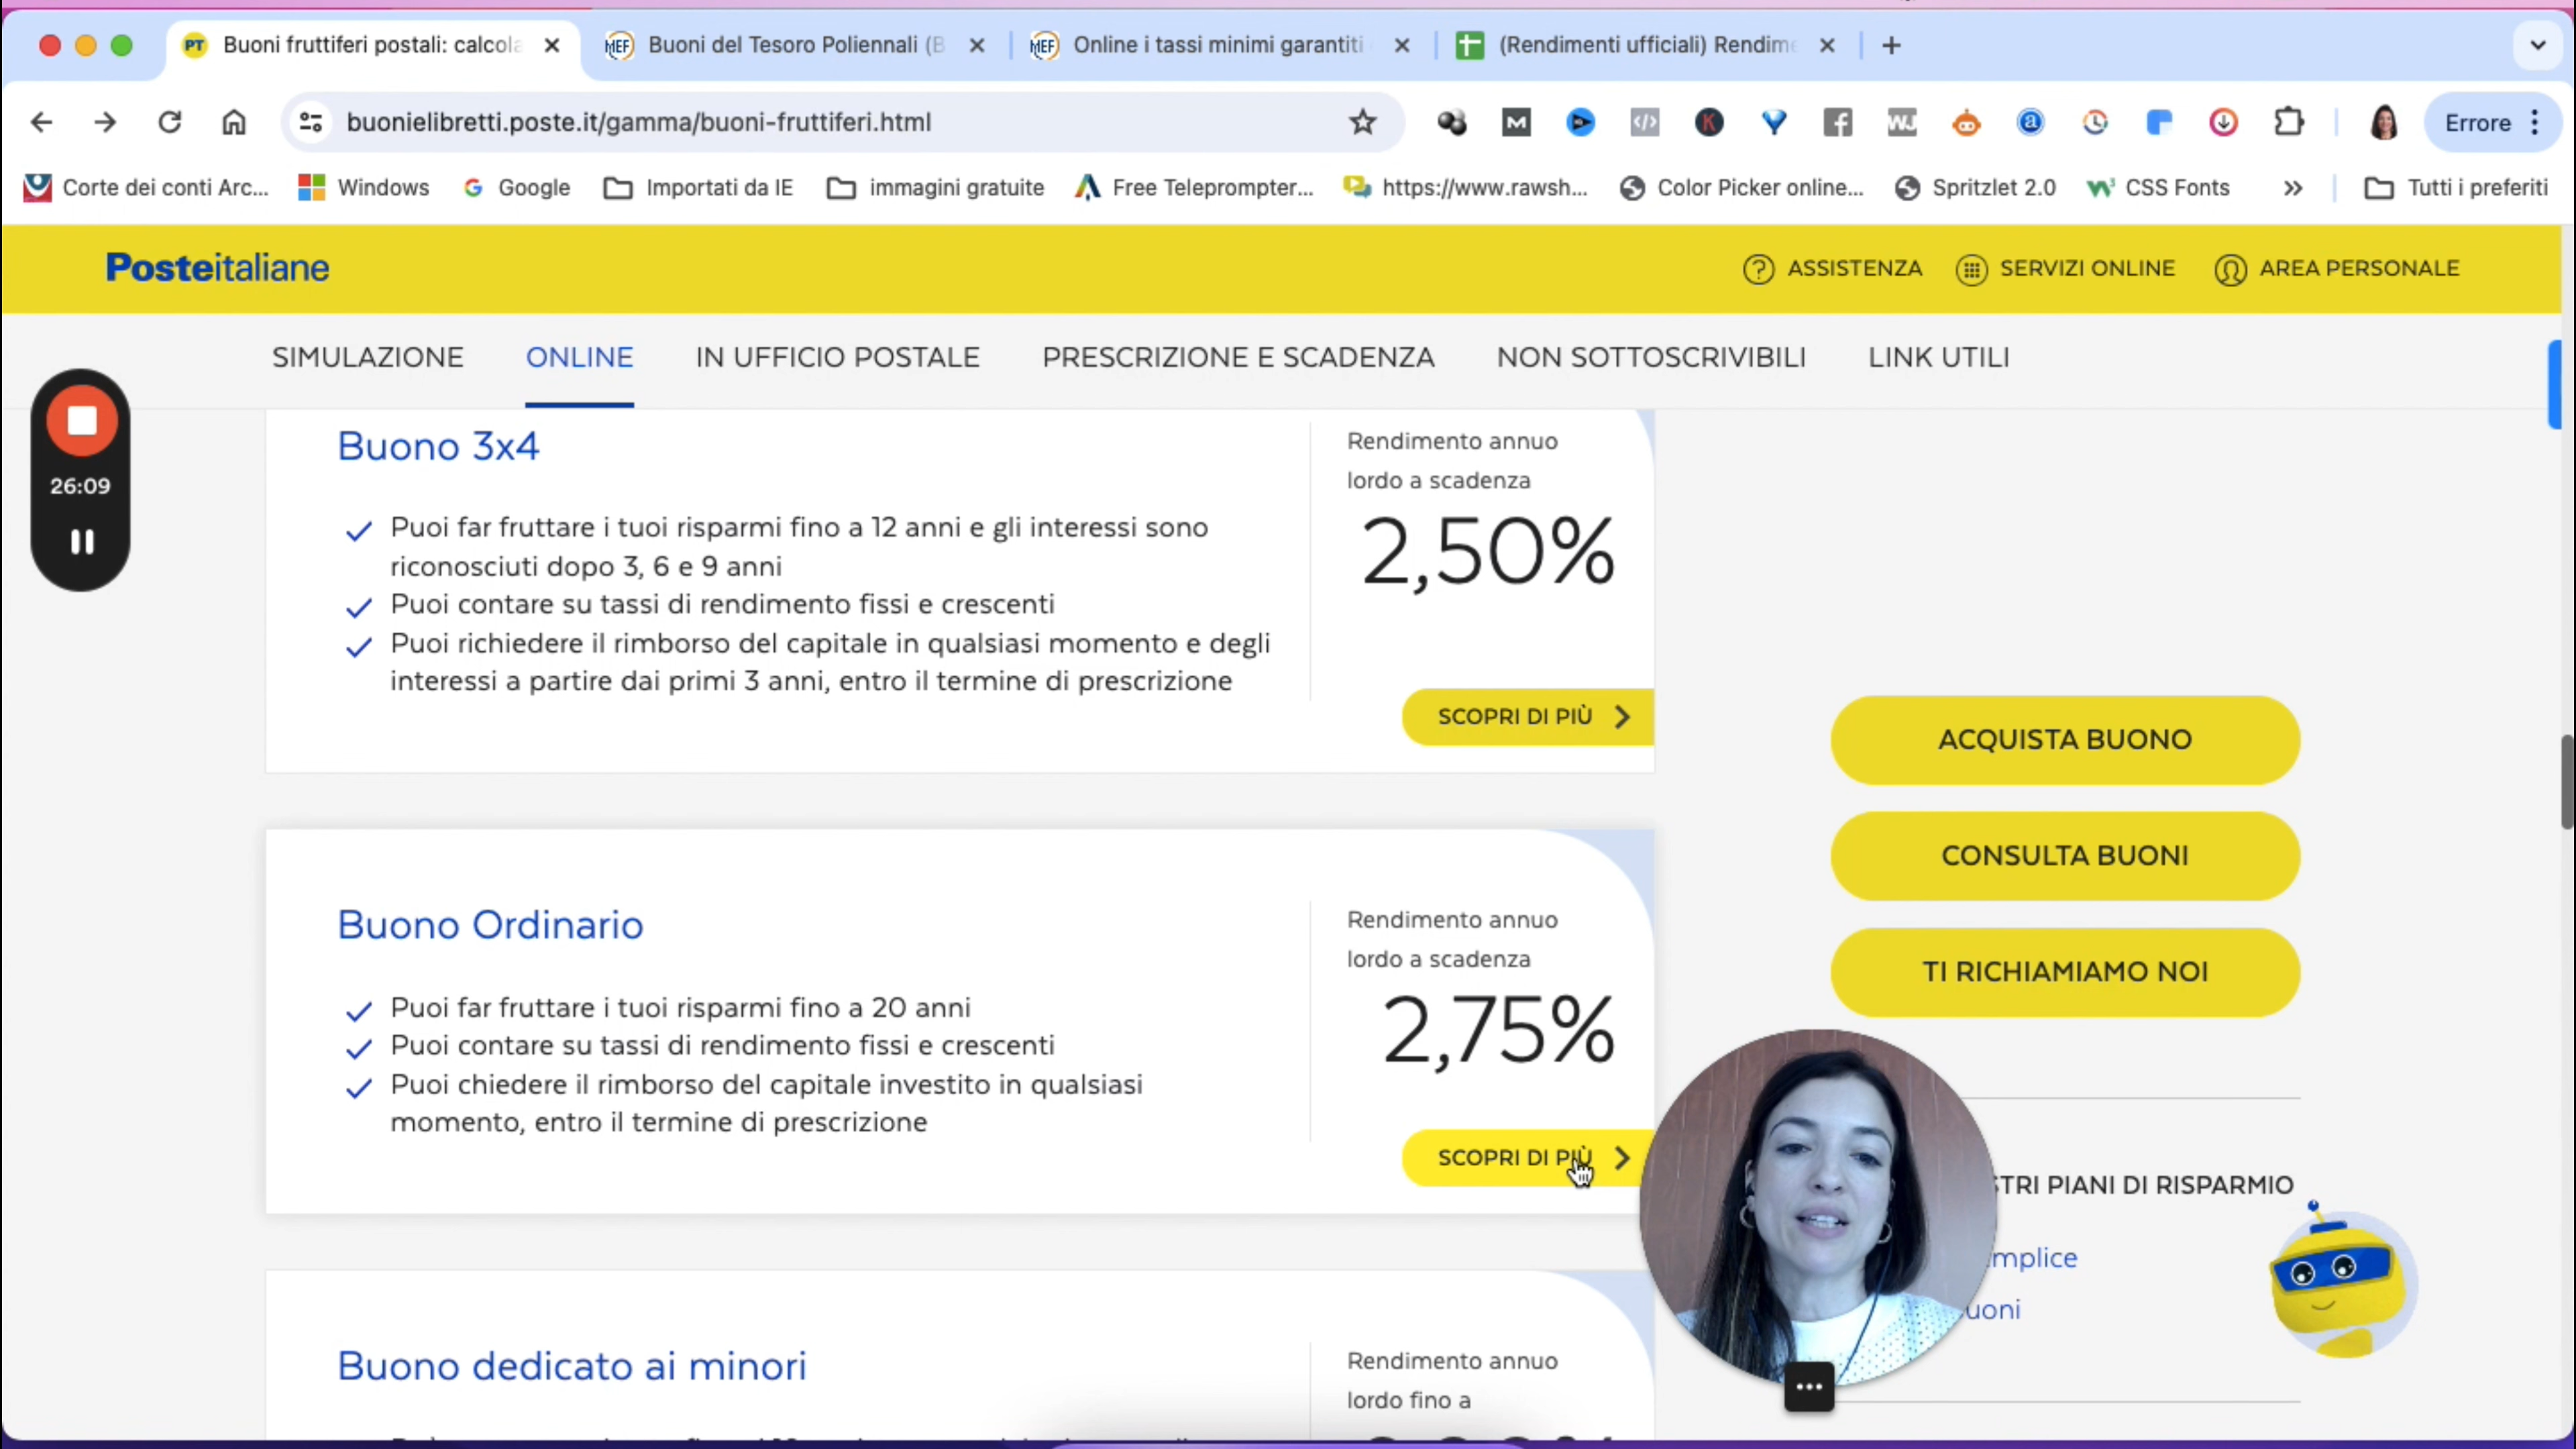 PT Buoni fruttiferi postali: calcola
MEF Buoni del Tesoro Poliennali (B
MEF Online i tassi minimi garantiti
(Rendimenti ufficiali) Rendime
buonielibretti.poste.it/gamma/buoni-fruttiferi.html
Errore
Corte dei conti Arc...
Windows
Google
Importati da IE
immagini gratuite
Free Teleprompter...
https://www.rawsh...
Color Picker online...
Spritzlet 2.0
CSS Fonts
Tutti i preferiti
Posteitaliane
ASSISTENZA
SERVIZI ONLINE
AREA PERSONALE
SIMULAZIONE
ONLINE
IN UFFICIO POSTALE
PRESCRIZIONE E SCADENZA
NON SOTTOSCRIVIBILI
LINK UTILI
26:09
Buono 3x4
Puoi far fruttare i tuoi risparmi fino a 12 anni e gli interessi sono
riconosciuti dopo 3, 6 e 9 anni
Puoi contare su tassi di rendimento fissi e crescenti
Puoi richiedere il rimborso del capitale in qualsiasi momento e degli
interessi a partire dai primi 3 anni, entro il termine di prescrizione
Rendimento annuo
lordo a scadenza
2,50%
SCOPRI DI PIÙ
Buono Ordinario
Puoi far fruttare i tuoi risparmi fino a 20 anni
Puoi contare su tassi di rendimento fissi e crescenti
Puoi chiedere il rimborso del capitale investito in qualsiasi
momento, entro il termine di prescrizione
Rendimento annuo
lordo a scadenza
2,75%
SCOPRI DI PIÙ
Buono dedicato ai minori
Rendimento annuo
lordo fino a
ACQUISTA BUONO
CONSULTA BUONI
TI RICHIAMIAMO NOI
STRI PIANI DI RISPARMIO
mplice
uoni